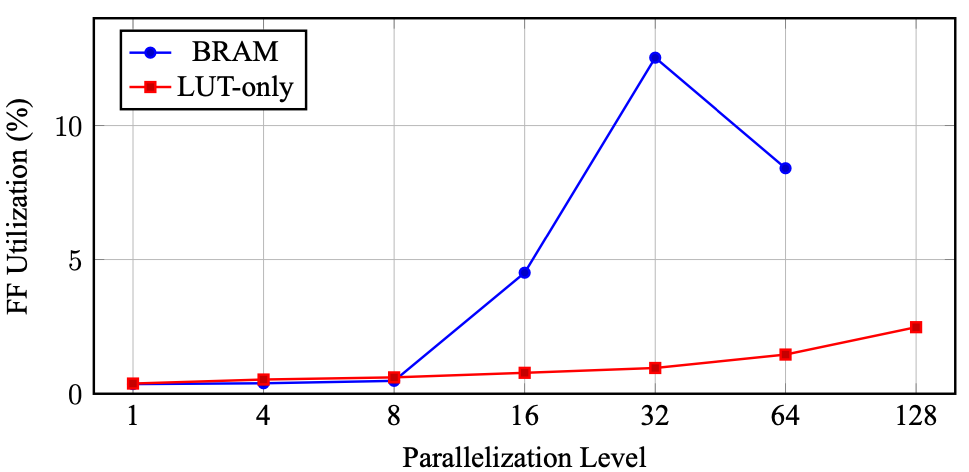 BRAM
LUT-only
10
5
0
FF Utilization (%)
1 4 8 16 32 64 128
Parallelization Level